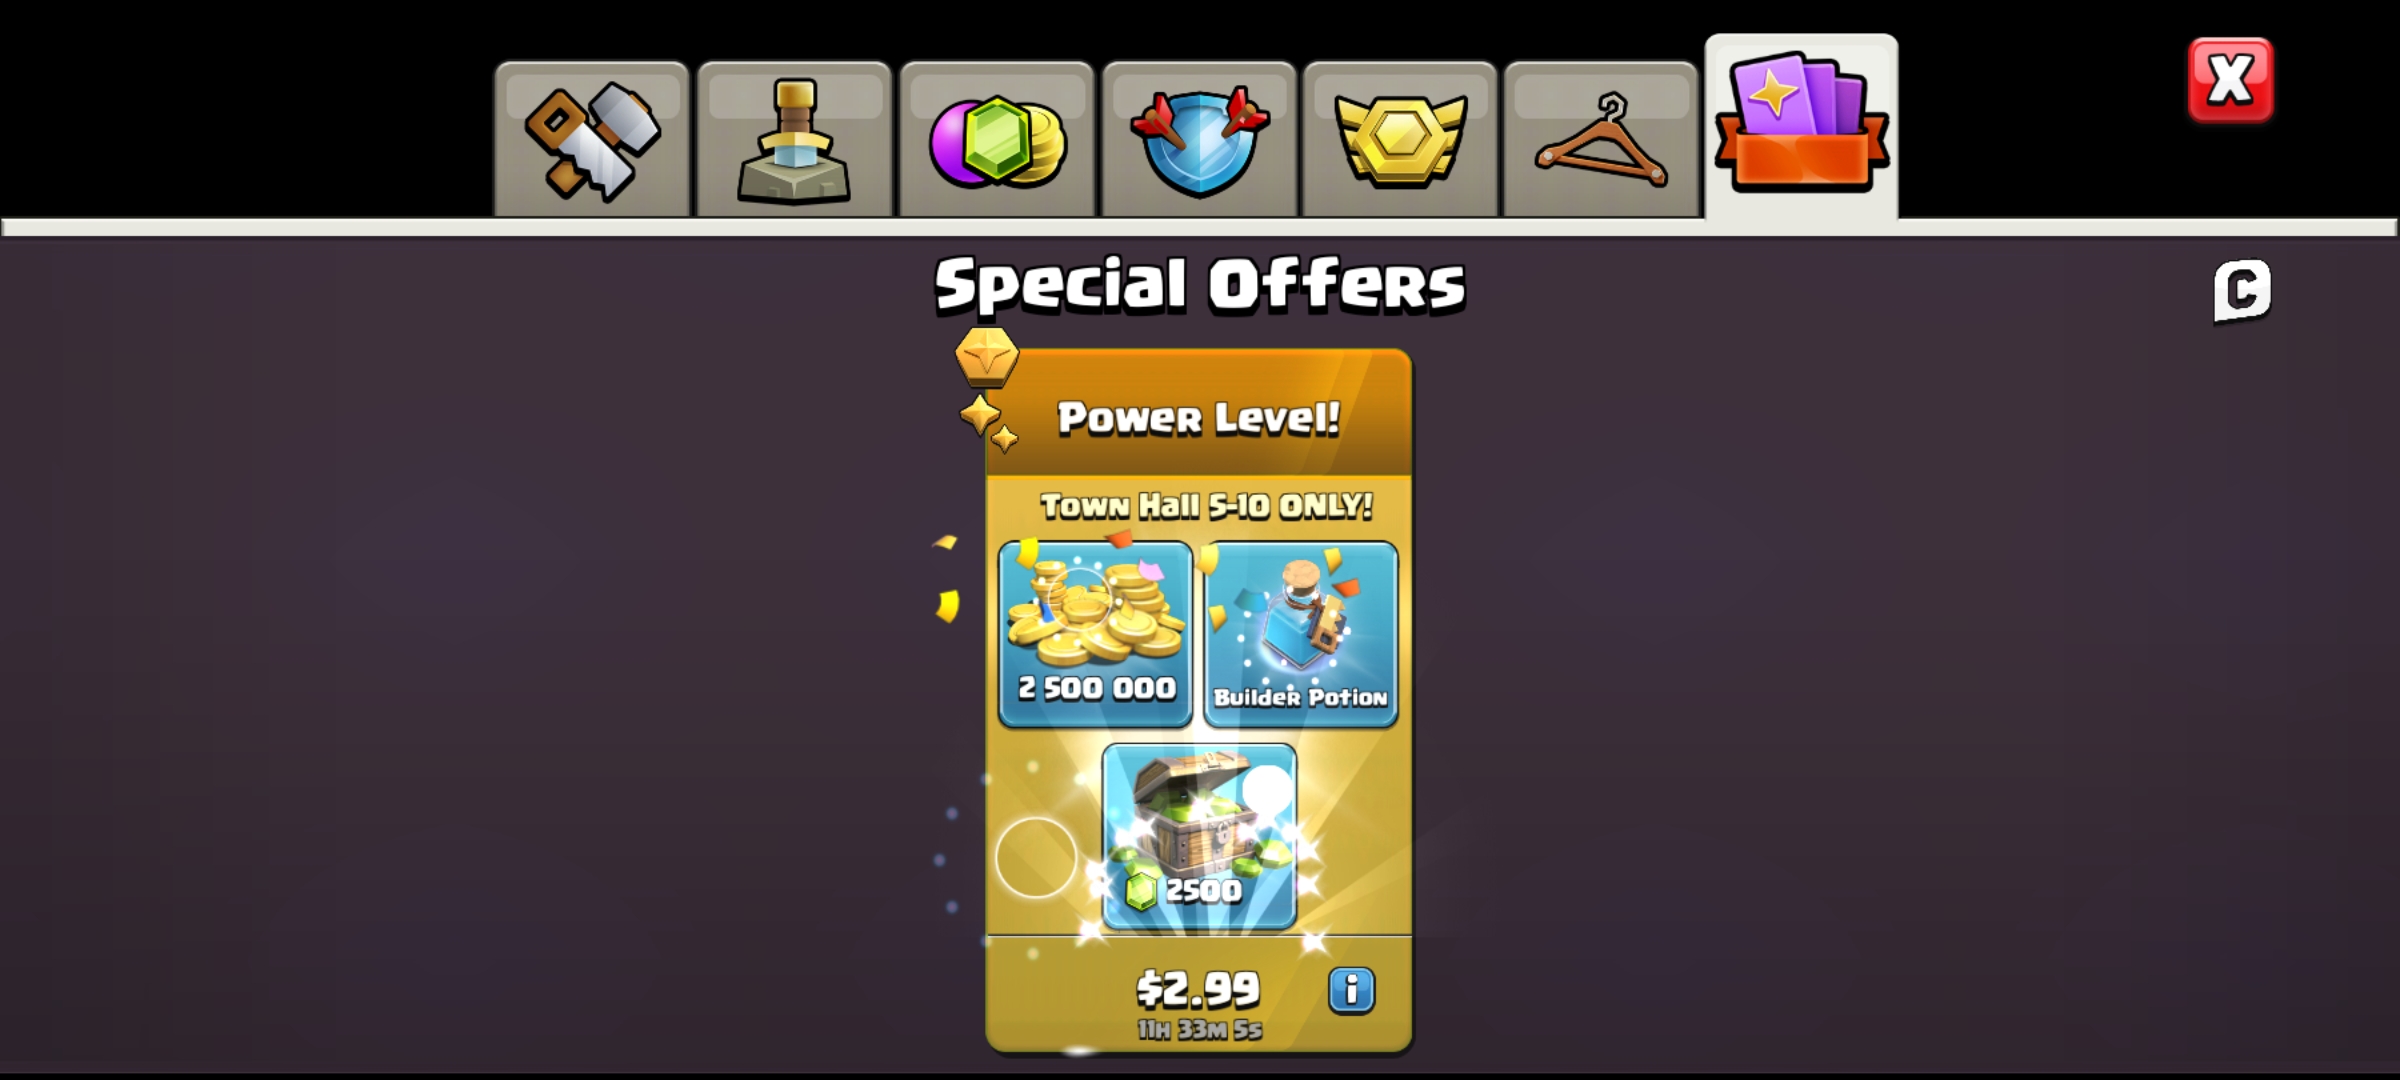 X
Special Offers
C
Power Level!
Town Hall 5-10 ONLY!
2 500 000
Builder Potion
2500
$2.99
i
11H 33M 5s